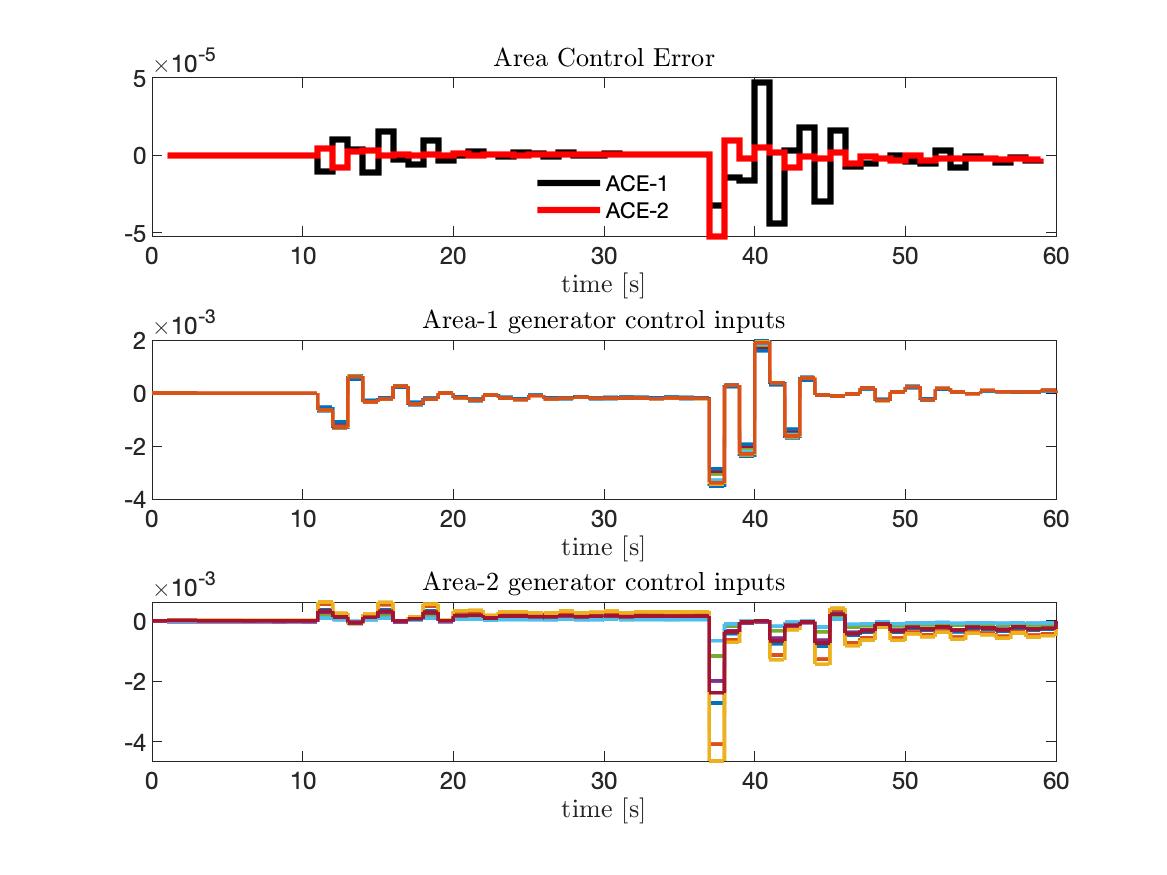 ×10-5
Area Control Error
5
0
-5
ACE-1
ACE-2
0 10 20 30 40 50 60
time [s]
×10-3
Area-1 generator control inputs
2
0
-2
-4
0 10 20 30 40 50 60
time [s]
×10-3
Area-2 generator control inputs
0
-2
-4
0 10 20 30 40 50 60
time [s]